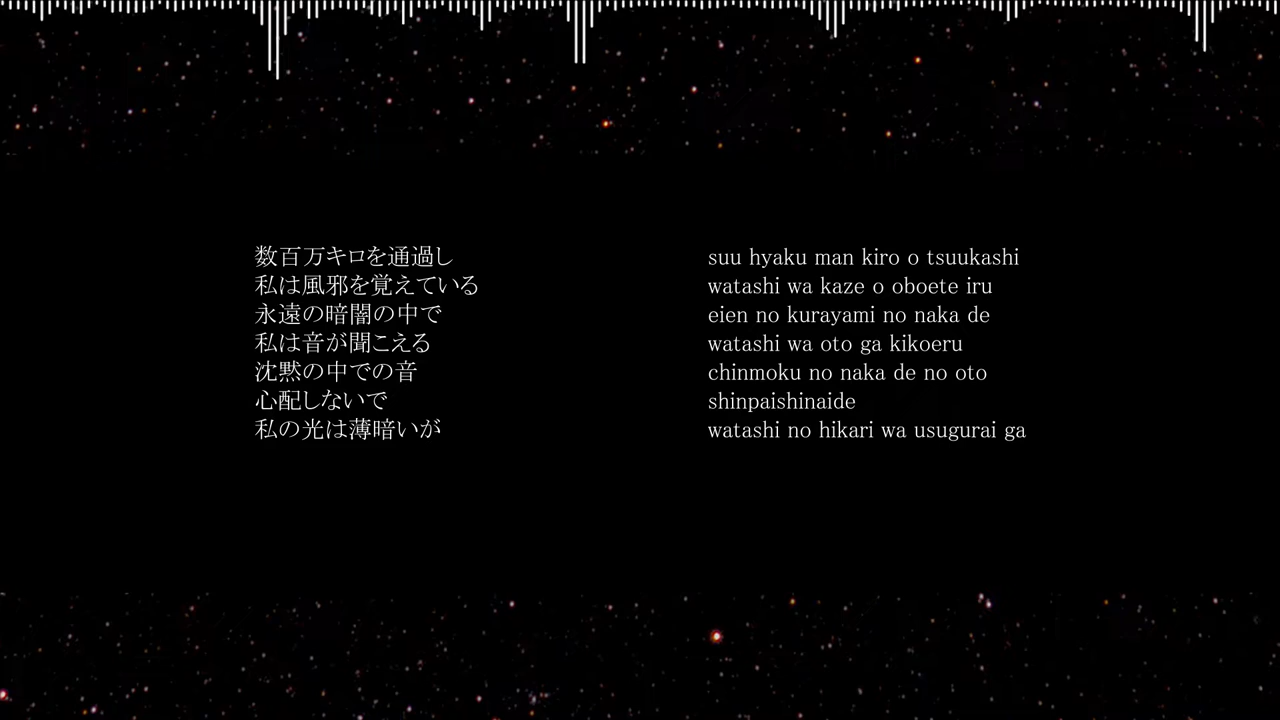 数百万キロを通過し
私は風邪を覚えている
永遠の暗闇の中で
私は音が聞こえる
沈黙の中での音
心配しないで
私の光は薄暗いが
suu hyaku man kiro o tsuukashi
watashi wa kaze o oboete iru
eien no kurayami no naka de
watashi wa oto ga kikoeru
chinmoku no naka de no oto
shinpaishinaide
watashi no hikari wa usugurai ga